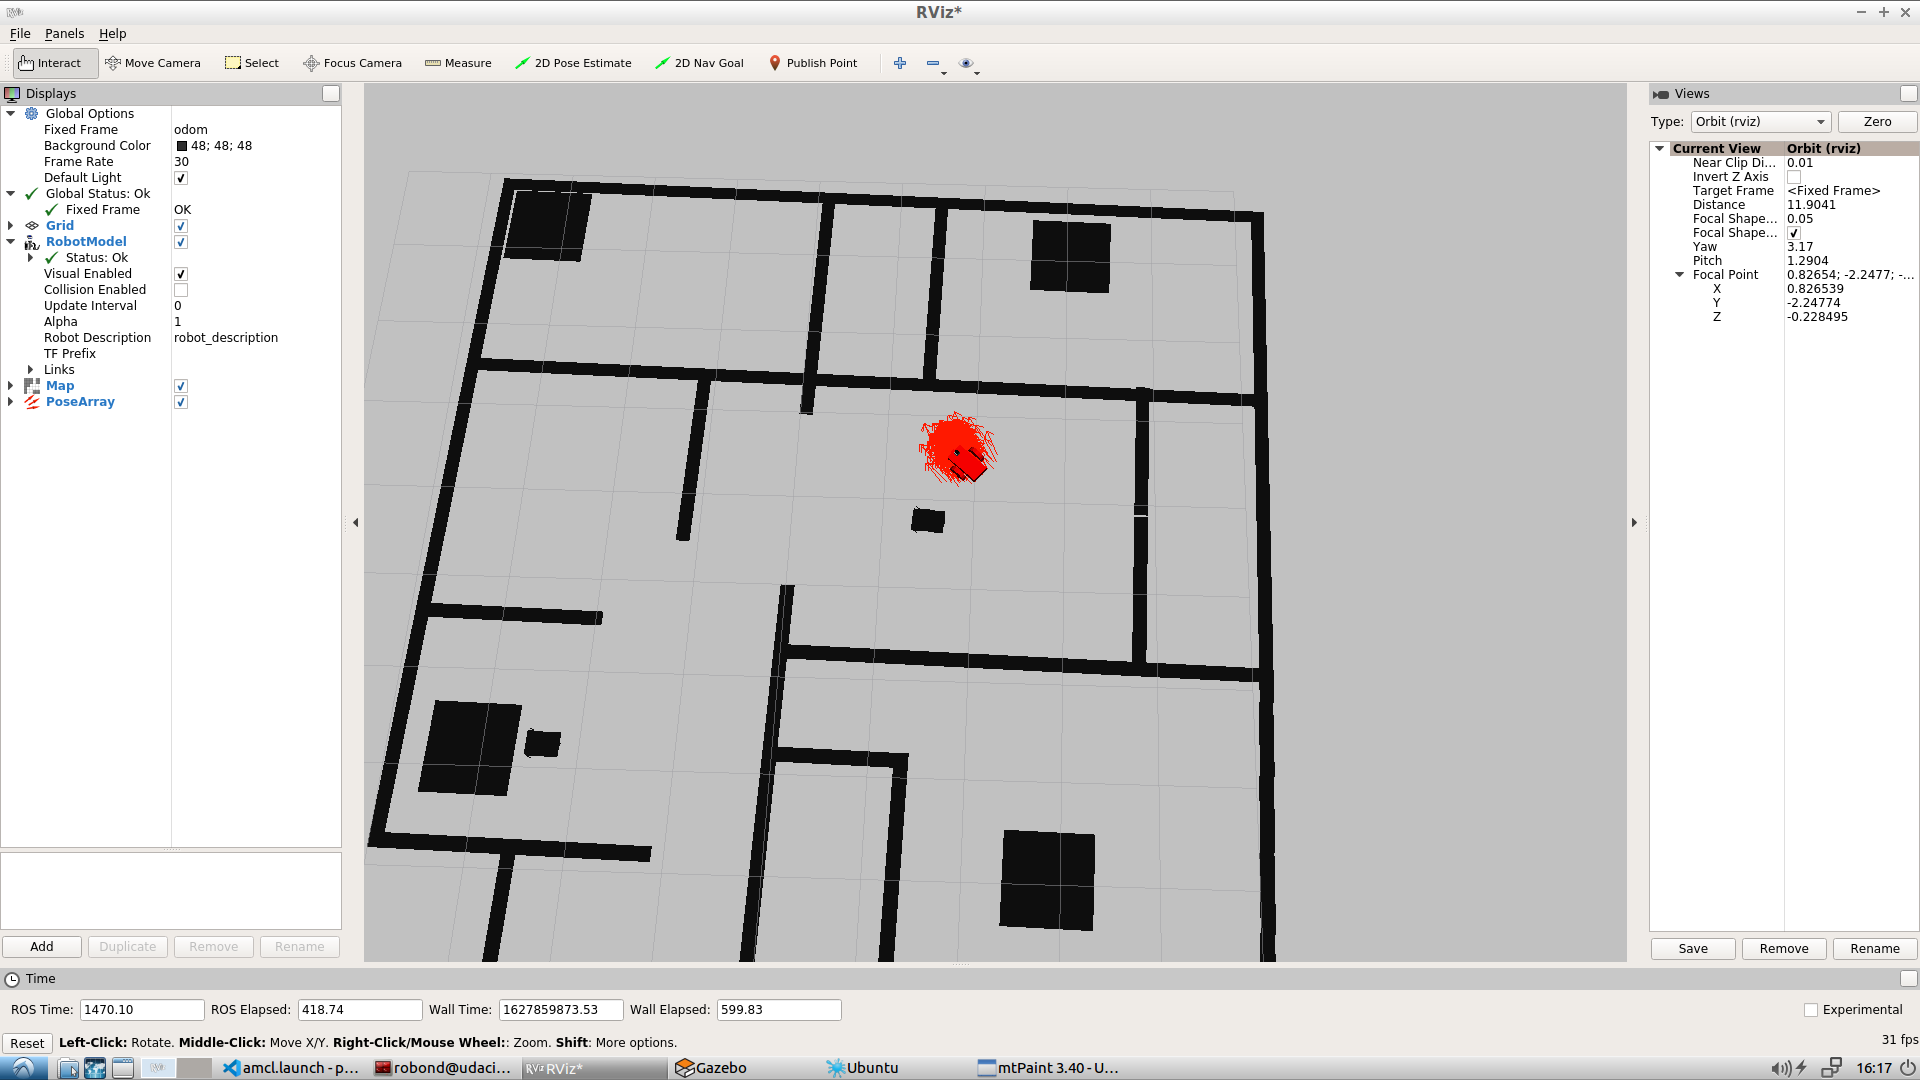 RViz*
File Panels Help
Interact Move Camera Select Focus Camera Measure 2D Pose Estimate 2D Nav Goal Publish Point
Displays
Global Options
Fixed Frame odom
Background Color 48; 48; 48
Frame Rate 30
Default Light
Global Status: Ok
Fixed Frame OK
Grid
RobotModel
Status: Ok
Visual Enabled
Collision Enabled
Update Interval 0
Alpha 1
Robot Description robot_description
TF Prefix
Links
Map
PoseArray
Add Duplicate Remove Rename
Views
Type: Orbit (rviz) Zero
Current View Orbit (rviz)
Near Clip Di... 0.01
Invert Z Axis
Target Frame <Fixed Frame>
Distance 11.9041
Focal Shape... 0.05
Focal Shape...
Yaw 3.17
Pitch 1.2904
Focal Point 0.82654; -2.2477; -...
X 0.826539
Y -2.24774
Z -0.228495
Save Remove Rename
Time
ROS Time: 1470.10 ROS Elapsed: 418.74 Wall Time: 1627859873.53 Wall Elapsed: 599.83 Experimental
Reset Left-Click: Rotate. Middle-Click: Move X/Y. Right-Click/Mouse Wheel:: Zoom. Shift: More options. 31 fps
amcl.launch - p... robond@udaci... RViz* Gazebo Ubuntu mtPaint 3.40 - U... 16:17